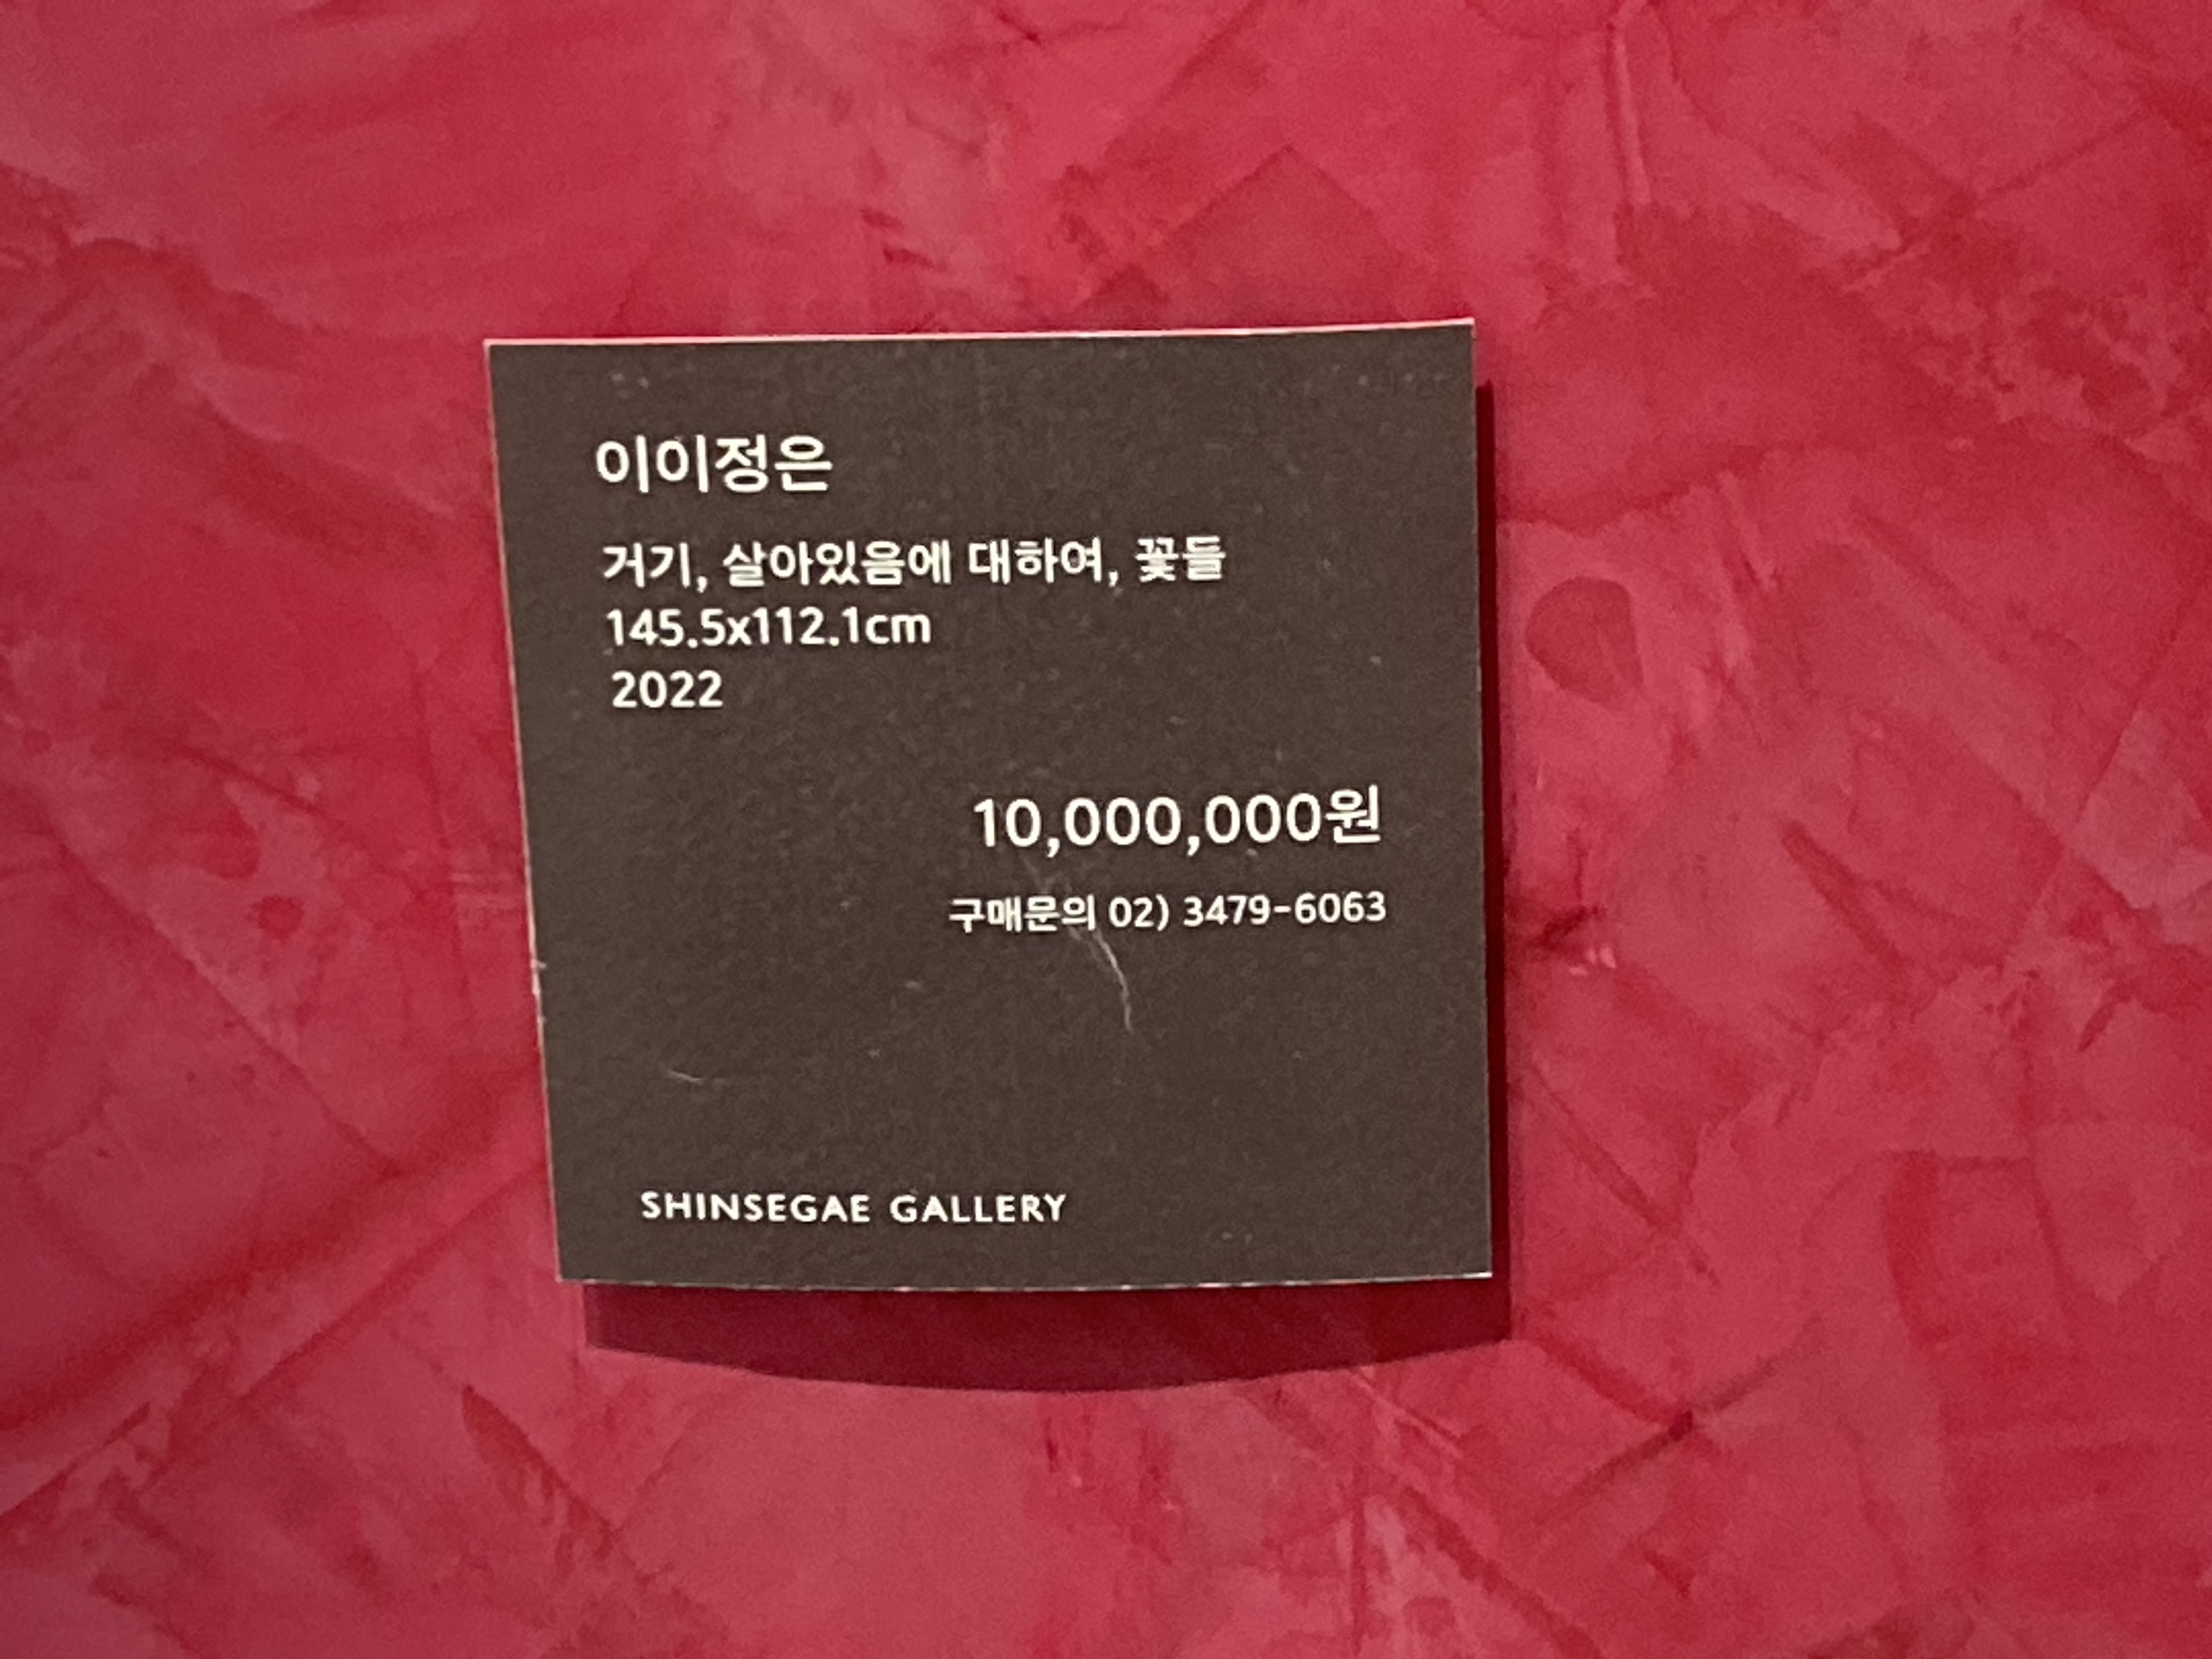 이이정은
거기, 살아있음에 대하여, 꽃들
145.5x112.1cm
2022
10,000,000원
구매문의 02) 3479-6063
SHINSEGAE GALLERY